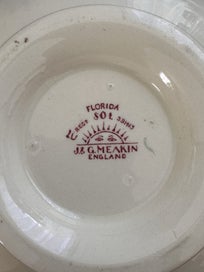 FLORIDA
SOL
J.& G. MEAKIN
ENGLAND